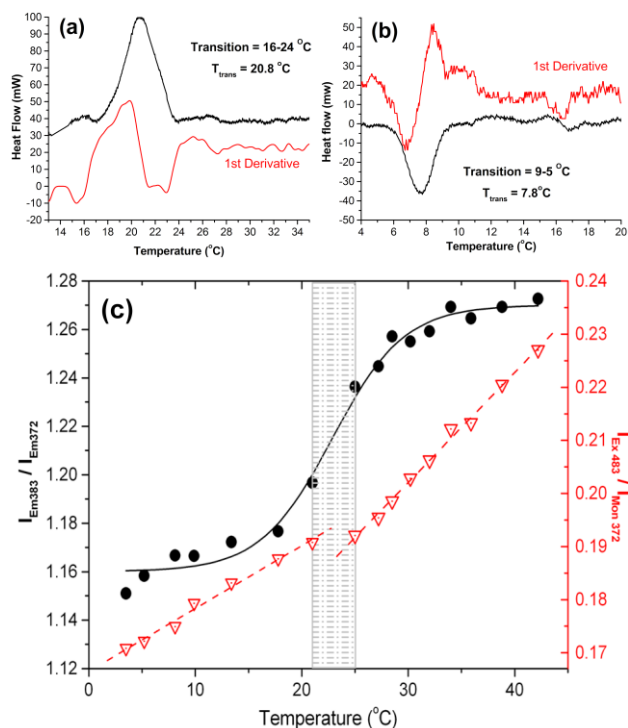 (a)
Transition = 16-24 °C
T_trans = 20.8 °C
1st Derivative
Heat Flow (mW)
100
90
80
70
60
50
40
30
20
10
0
-10
14 16 18 20 22 24 26 28 30 32 34
Temperature (°C)
(b)
1st Derivative
Transition = 9-5 °C
T_trans = 7.8°C
Heat flow (mw)
50
40
30
20
10
0
-10
-20
-30
-40
-50
4 6 8 10 12 14 16 18 20
Temperature (°C)
(c)
I_Em383 / I_Em372
1.28
1.26
1.24
1.22
1.20
1.18
1.16
1.14
1.12
0 10 20 30 40
Temperature (°C)
0.24
0.23
0.22
0.21
0.20
0.19
0.18
0.17
I_Ex 483 / I_Mon 372